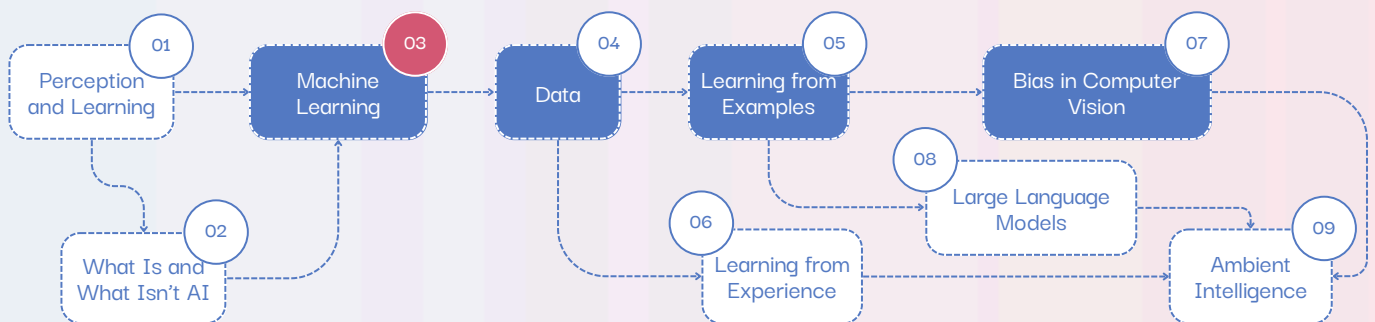 01
Perception
and Learning
02
What Is and
What Isn't AI
03
Machine
Learning
04
Data
05
Learning from
Examples
06
Learning from
Experience
07
Bias in Computer
Vision
08
Large Language
Models
09
Ambient
Intelligence